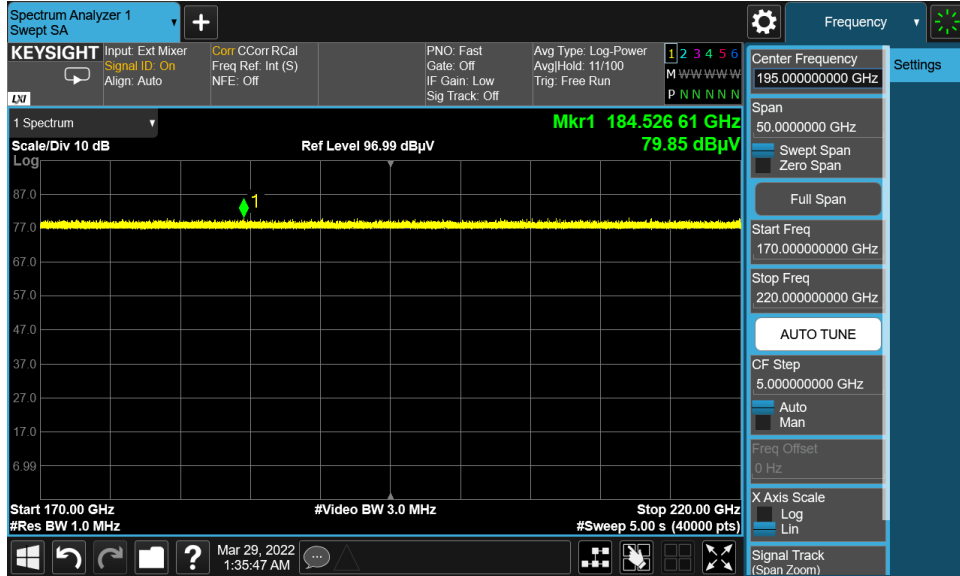 Spectrum Analyzer 1
Swept SA
+
Frequency
KEYSIGHT
Input: Ext Mixer
Signal ID: On
Align: Auto
Corr CCorr RCal
Freq Ref: Int (S)
NFE: Off
PNO: Fast
Gate: Off
IF Gain: Low
Sig Track: Off
Avg Type: Log-Power
Avg|Hold: 11/100
Trig: Free Run
1 2 3 4 5 6
M W W W W W
P N N N N N
LXI
1 Spectrum
Mkr1 184.526 61 GHz
Scale/Div 10 dB
Ref Level 96.99 dBµV
79.85 dBµV
Log
87.0
1
77.0
67.0
57.0
47.0
37.0
27.0
17.0
6.99
Start 170.00 GHz
#Video BW 3.0 MHz
Stop 220.00 GHz
#Res BW 1.0 MHz
#Sweep 5.00 s (40000 pts)
?
Mar 29, 2022
1:35:47 AM
Center Frequency
195.000000000 GHz
Settings
Span
50.0000000 GHz
Swept Span
Zero Span
Full Span
Start Freq
170.000000000 GHz
Stop Freq
220.000000000 GHz
AUTO TUNE
CF Step
5.000000000 GHz
Auto
Man
Freq Offset
0 Hz
X Axis Scale
Log
Lin
Signal Track
(Span Zoom)